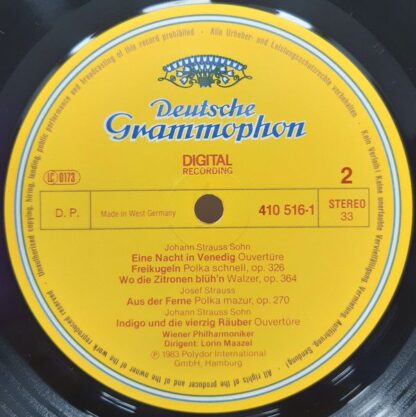 Unauthorised copying, hiring, lending, public performance and broadcasting of this record prohibited. • Alle Urheber- und Leistungsschutzrechte vorbehalten • Kein Verleih! Keine unerlaubte Vervielfältigung, Vermietung, Aufführung, Sendung! • All rights of the producer and of the owner of the work reproduced reserved. •
Deutsche
Grammophon
DIGITAL
RECORDING
2
LC 0173
D. P.
Made in West Germany
410 516-1
STEREO
33
Johann Strauss Sohn
Eine Nacht in Venedig Ouvertüre
Freikugeln Polka schnell, op. 326
Wo die Zitronen blüh'n Walzer, op. 364
Josef Strauss
Aus der Ferne Polka mazur, op. 270
Johann Strauss Sohn
Indigo und die vierzig Räuber Ouvertüre
Wiener Philharmoniker
Dirigent: Lorin Maazel
℗ 1983 Polydor International
GmbH, Hamburg